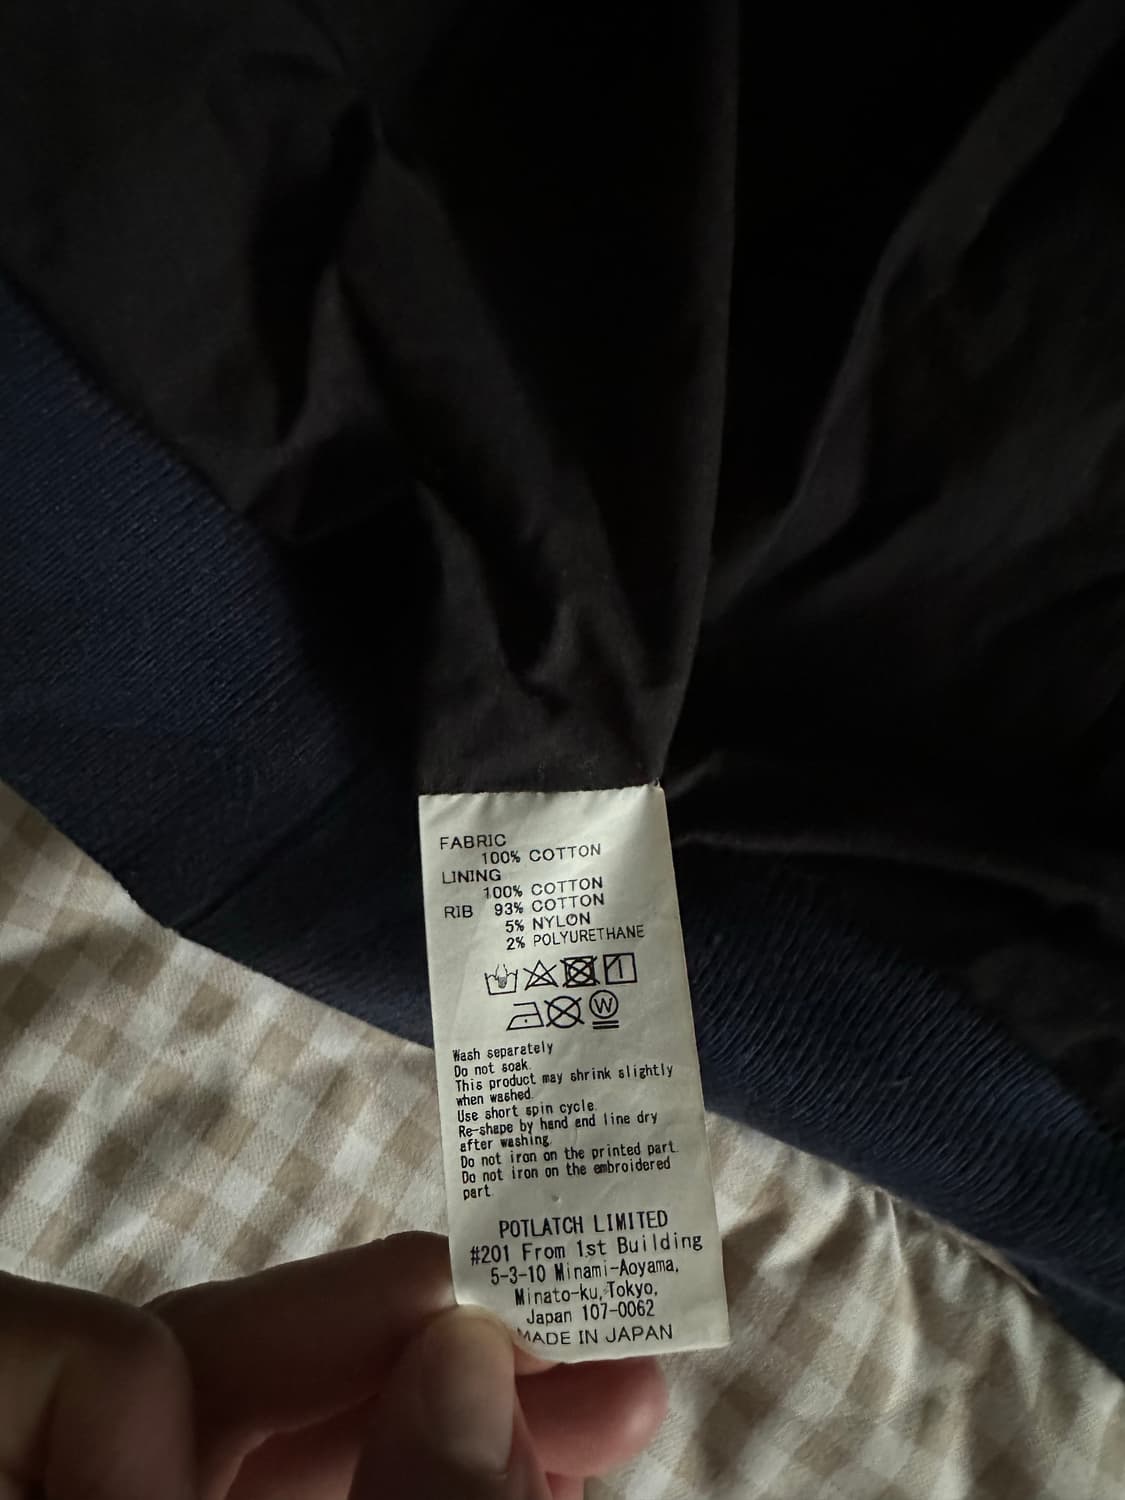 FABRIC
100% COTTON
LINING
100% COTTON
RIB 93% COTTON
5% NYLON
2% POLYURETHANE
W
Wash separately
Do not soak.
This product may shrink slightly
when washed.
Use short spin cycle.
Re-shape by hand and line dry
after washing.
Do not iron on the printed part.
Do not iron on the embroidered
part.
POTLATCH LIMITED
#201 From 1st Building
5-3-10 Minami-Aoyama,
Minato-ku,Tokyo,
Japan 107-0062
MADE IN JAPAN